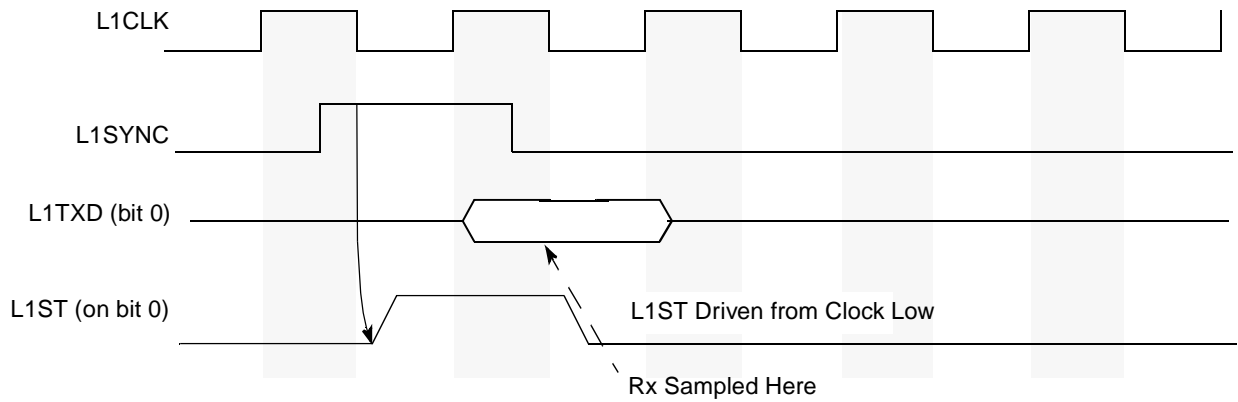 L1CLK
L1SYNC
L1TXD (bit 0)
L1ST (on bit 0)
L1ST Driven from Clock Low
Rx Sampled Here